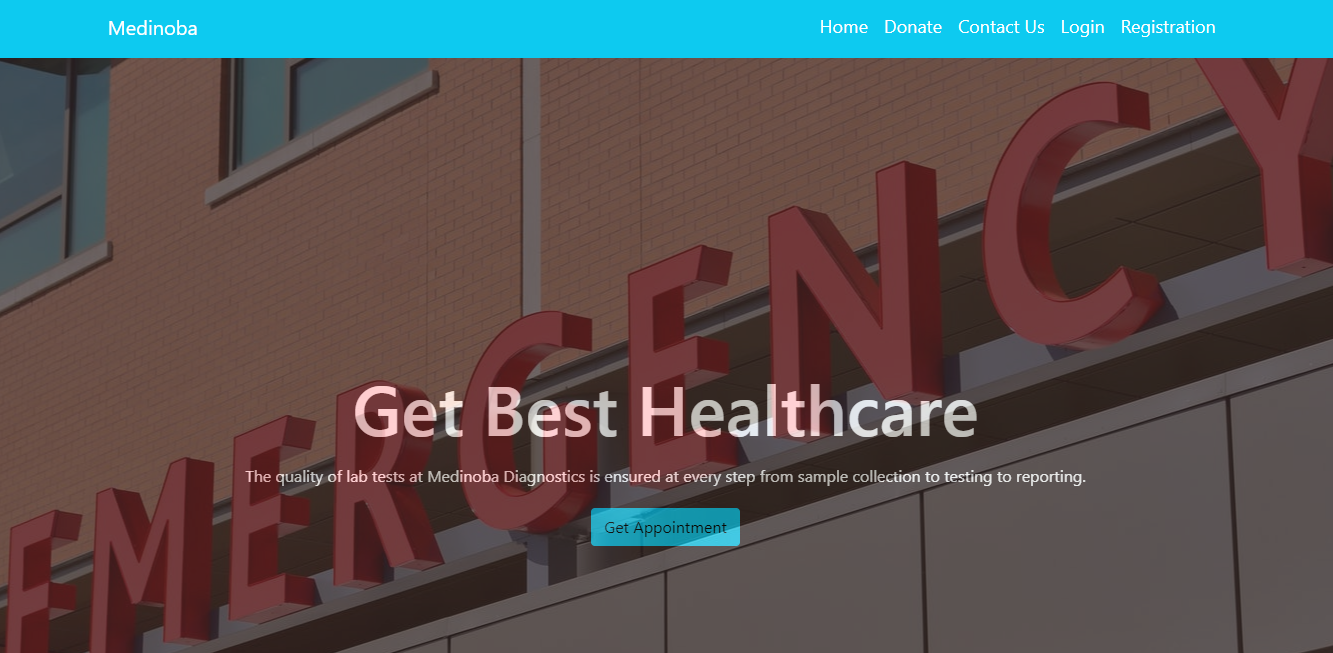 Medinoba
Home Donate Contact Us Login Registration
EMERGENCY
Get Best Healthcare
The quality of lab tests at Medinoba Diagnostics is ensured at every step from sample collection to testing to reporting.
Get Appointment